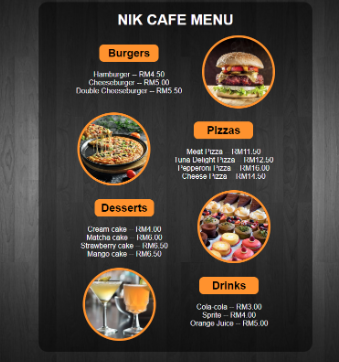 NIK CAFE MENU
Burgers
Hamburger -- RM4.50
Cheeseburger -- RM5.00
Double Cheeseburger -- RM5.50
Pizzas
Meat Pizza -- RM11.50
Tuna Delight Pizza -- RM12.50
Pepperoni Pizza -- RM16.00
Cheese Pizza -- RM14.50
Desserts
Cream cake -- RM4.00
Matcha cake -- RM6.00
Strawberry cake -- RM6.50
Mango cake -- RM6.50
Drinks
Cola-cola -- RM3.00
Sprite -- RM4.00
Orange Juice -- RM5.00